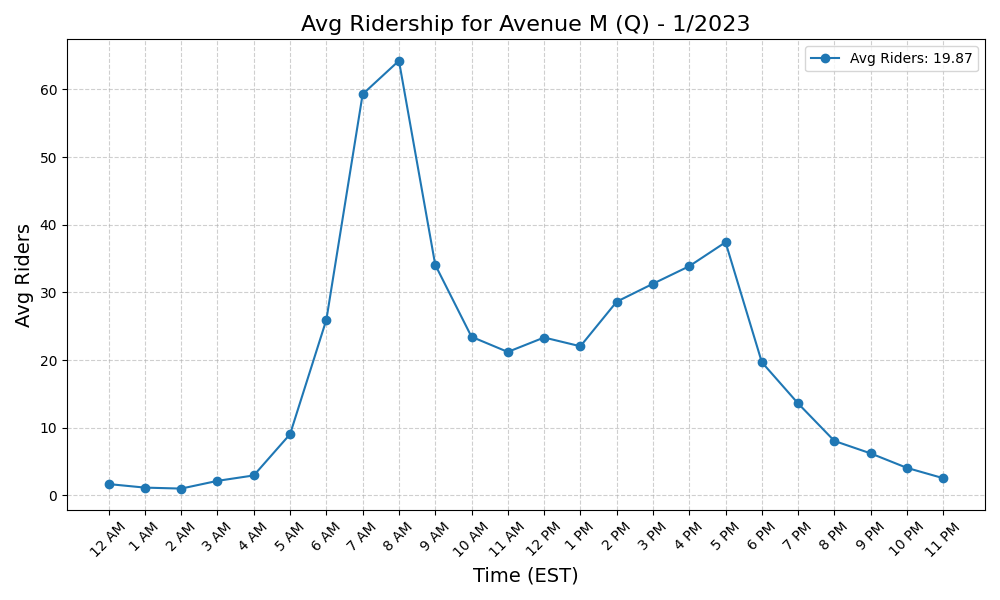 Avg Ridership for Avenue M (Q) - 1/2023
Avg Riders: 19.87
Avg Riders
60
50
40
30
20
10
0
12 AM
1 AM
2 AM
3 AM
4 AM
5 AM
6 AM
7 AM
8 AM
9 AM
10 AM
11 AM
12 PM
1 PM
2 PM
3 PM
4 PM
5 PM
6 PM
7 PM
8 PM
9 PM
10 PM
11 PM
Time (EST)